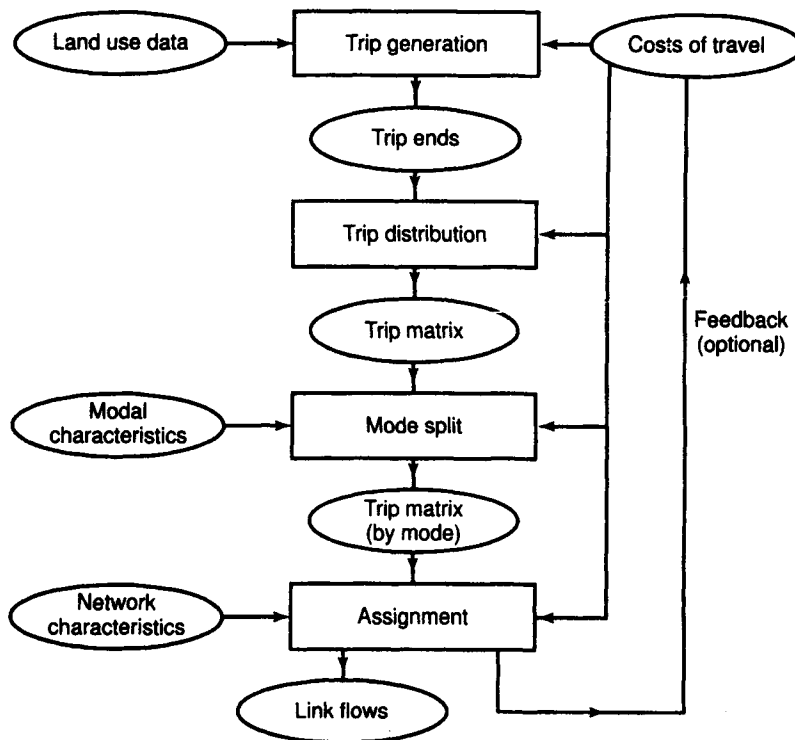 Land use data
Trip generation
Costs of travel
Trip ends
Trip distribution
Trip matrix
Feedback
(optional)
Modal
characteristics
Mode split
Trip matrix
(by mode)
Network
characteristics
Assignment
Link flows